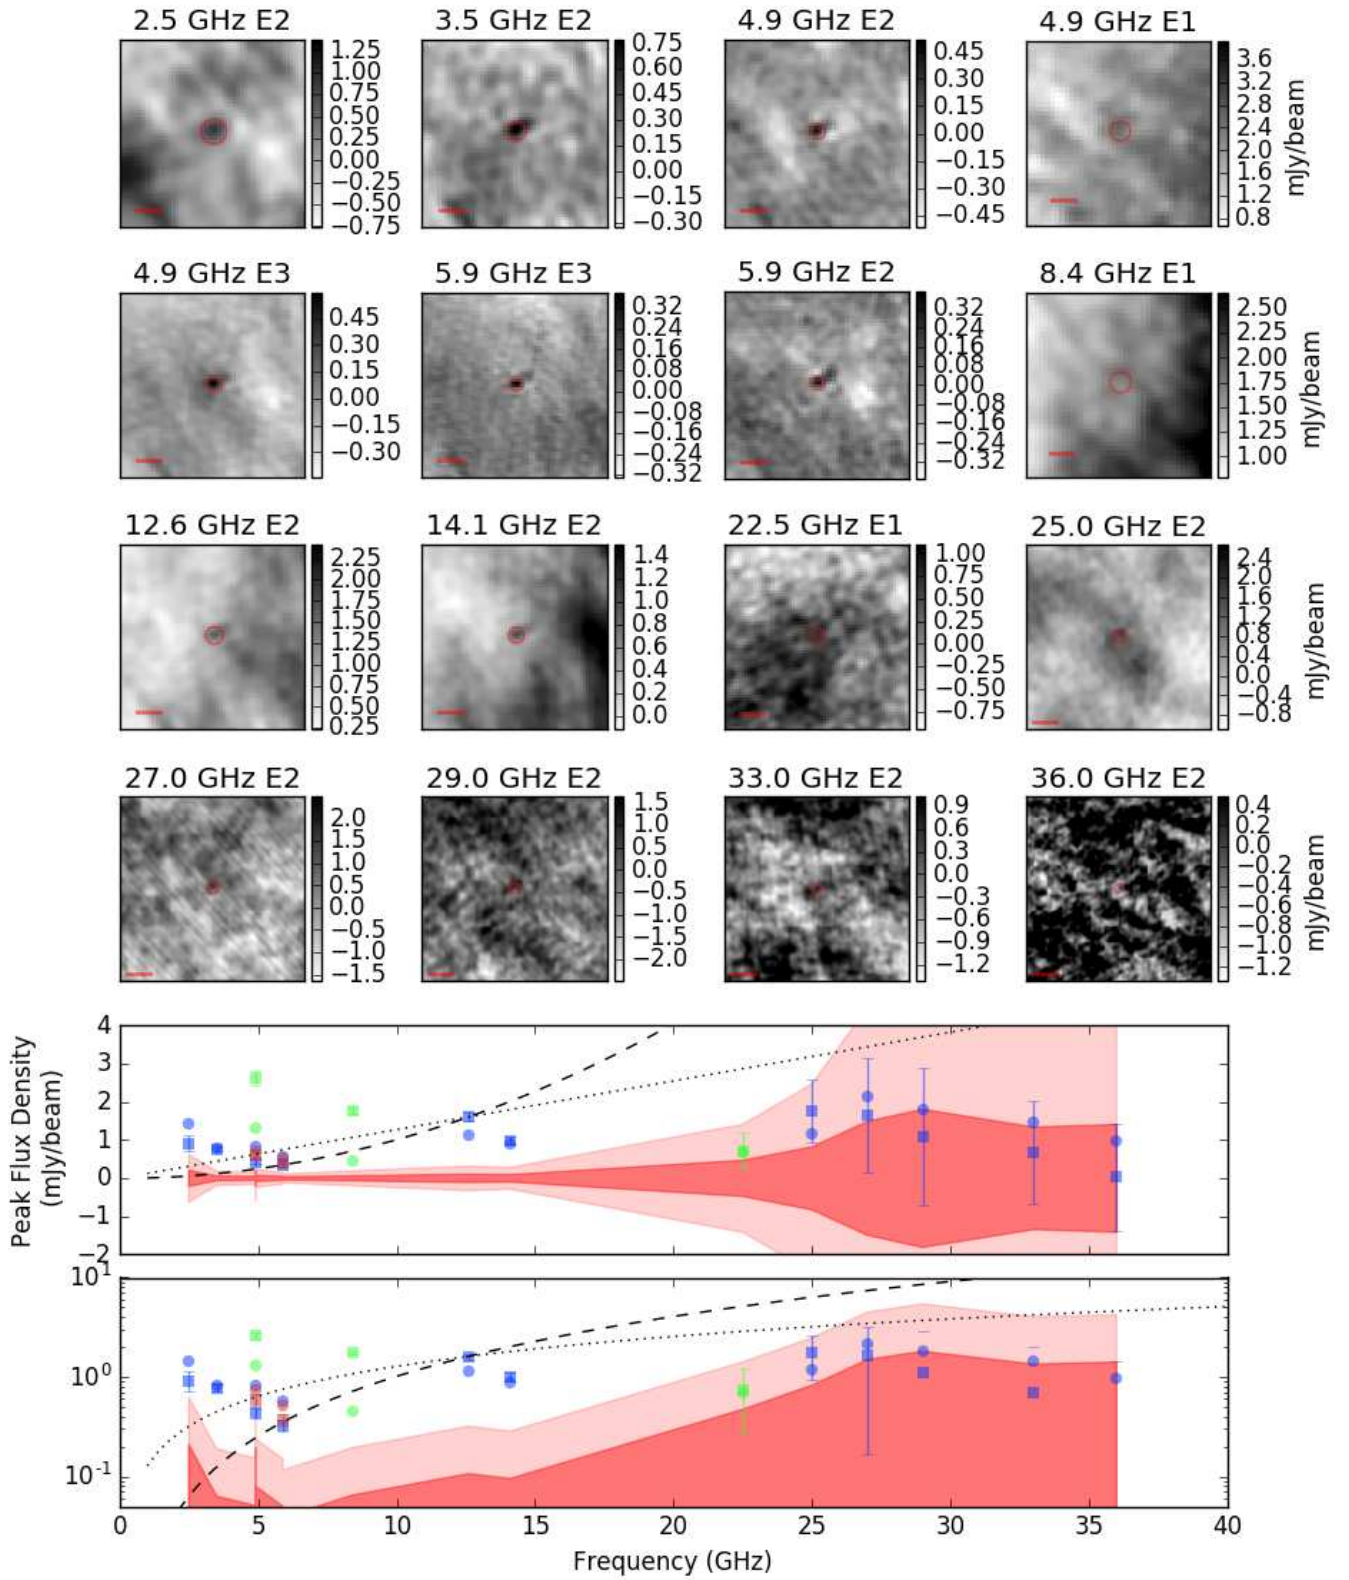 2.5 GHz E2 3.5 GHz E2 4.9 GHz E2 4.9 GHz E1
1.25 0.75 0.45 3.6
1.00 0.60 0.30 3.2
0.75 0.45 0.15 2.8
0.50 0.30 0.00 2.4
0.25 0.15 −0.15 2.0
0.00 0.00 −0.30 1.6
−0.25 −0.15 −0.45 1.2
−0.50 −0.30 0.8
−0.75
mJy/beam
4.9 GHz E3 5.9 GHz E3 5.9 GHz E2 8.4 GHz E1
0.45 0.32 0.32 2.50
0.30 0.24 0.24 2.25
0.15 0.16 0.16 2.00
0.00 0.08 0.08 1.75
−0.15 0.00 0.00 1.50
−0.30 −0.08 −0.08 1.25
−0.16 −0.16 1.00
−0.24 −0.24
−0.32 −0.32
mJy/beam
12.6 GHz E2 14.1 GHz E2 22.5 GHz E1 25.0 GHz E2
2.25 1.4 1.00 2.4
2.00 1.2 0.75 2.0
1.75 1.0 0.50 1.6
1.50 0.8 0.25 1.2
1.25 0.6 0.00 0.8
1.00 0.4 −0.25 0.4
0.75 0.2 −0.50 0.0
0.50 0.0 −0.75 −0.4
0.25 −0.8
mJy/beam
27.0 GHz E2 29.0 GHz E2 33.0 GHz E2 36.0 GHz E2
2.0 1.5 0.9 0.4
1.5 1.0 0.6 0.2
1.0 0.5 0.3 0.0
0.5 0.0 0.0 −0.2
0.0 −0.5 −0.3 −0.4
−0.5 −1.0 −0.6 −0.6
−1.0 −1.5 −0.9 −0.8
−1.5 −2.0 −1.2 −1.0
−1.2
mJy/beam
Peak Flux Density
(mJy/beam)
4
3
2
1
0
−1
−2
10^1
10^0
10^-1
0 5 10 15 20 25 30 35 40
Frequency (GHz)